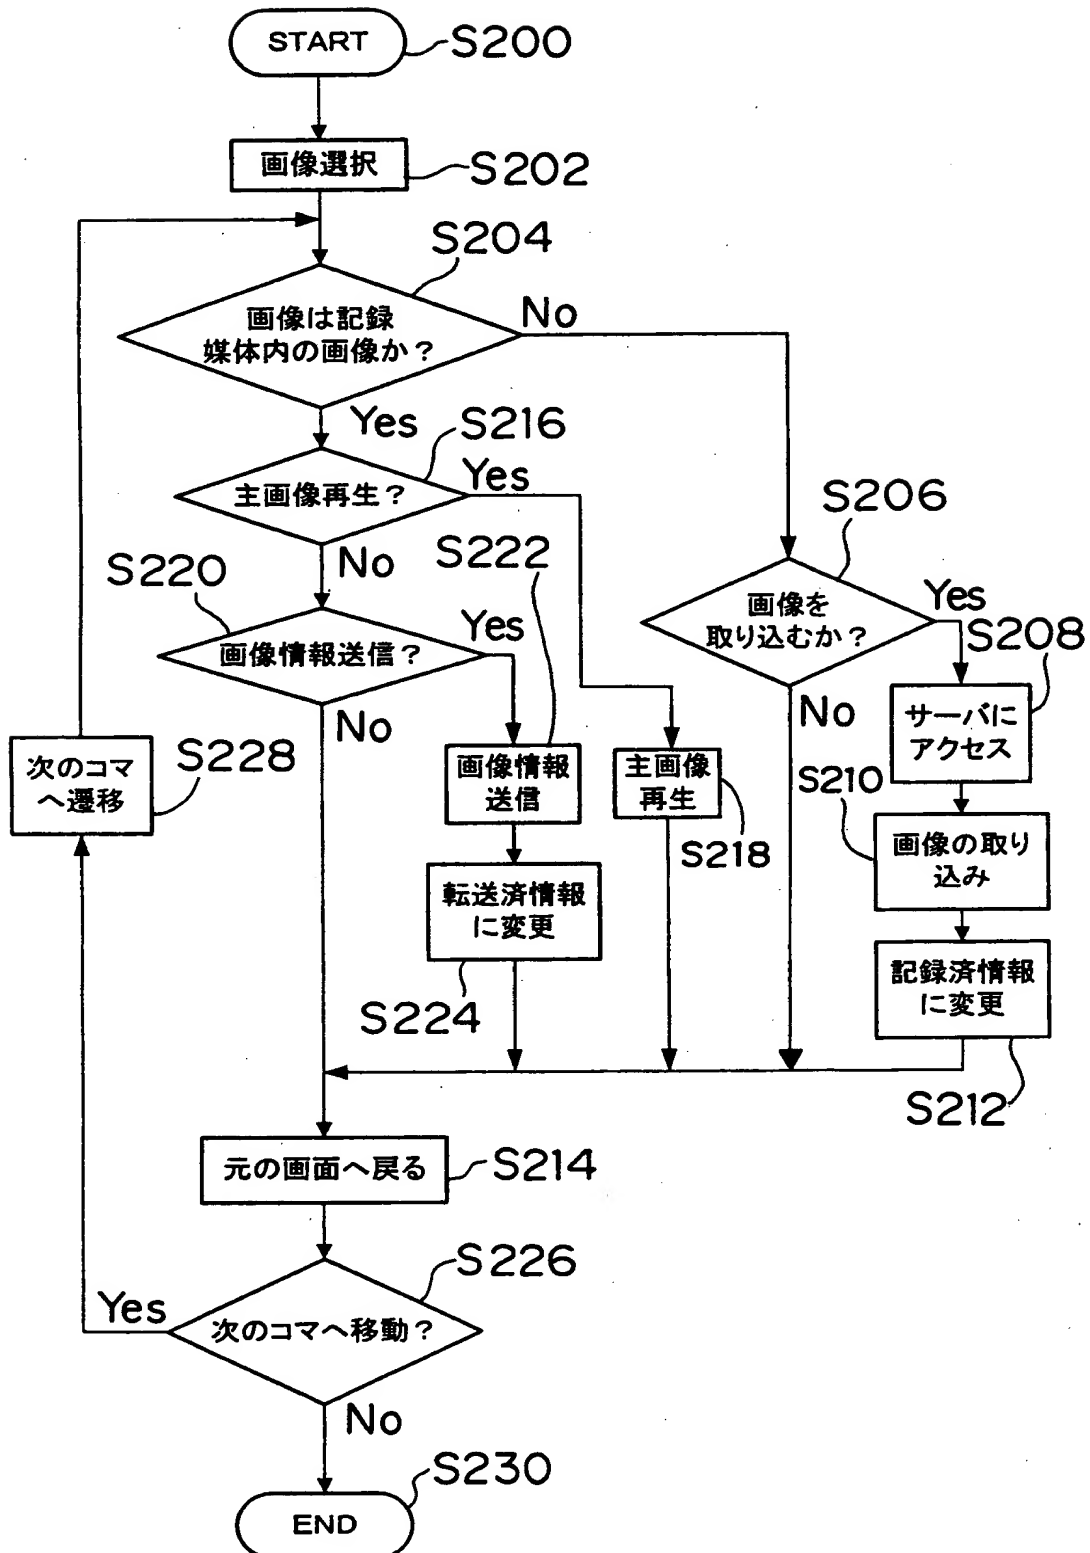 START
S200
画像選択
S202
S204
画像は記録
媒体内の画像か?
No
Yes
S216
主画像再生?
Yes
No
S206
画像を
取り込むか?
Yes
No
S220
画像情報送信?
Yes
No
S222
画像情報
送信
主画像
再生
S218
S208
サーバに
アクセス
S210
画像の取り
込み
次のコマ
へ遷移
S228
転送済情報
に変更
S224
記録済情報
に変更
S212
元の画面へ戻る
S214
S226
次のコマへ移動?
Yes
No
S230
END